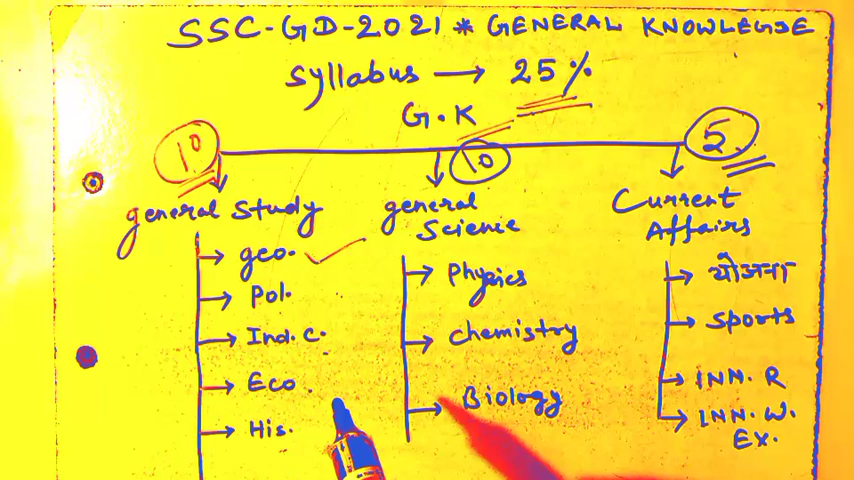 SSC-GD-2021 * GENERAL KNOWLEGDE
Syllabus → 25%
G.K
10
10
5
general Study
geo.
Pol.
Ind. C.
Eco.
His.
general Science
Physics
Chemistry
Biology
Current Affairs
योजना
Sports
INN. R
INN. W. Ex.